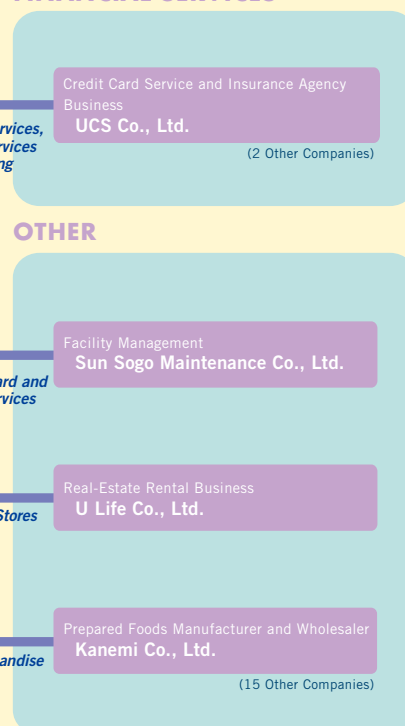 Credit Card Service and Insurance Agency
Business
UCS Co., Ltd.
(2 Other Companies)
OTHER
Facility Management
Sun Sogo Maintenance Co., Ltd.
and
Real-Estate Rental Business
U Life Co., Ltd.
Stores
Prepared Foods Manufacturer and Wholesaler
Kanemi Co., Ltd.
(15 Other Companies)